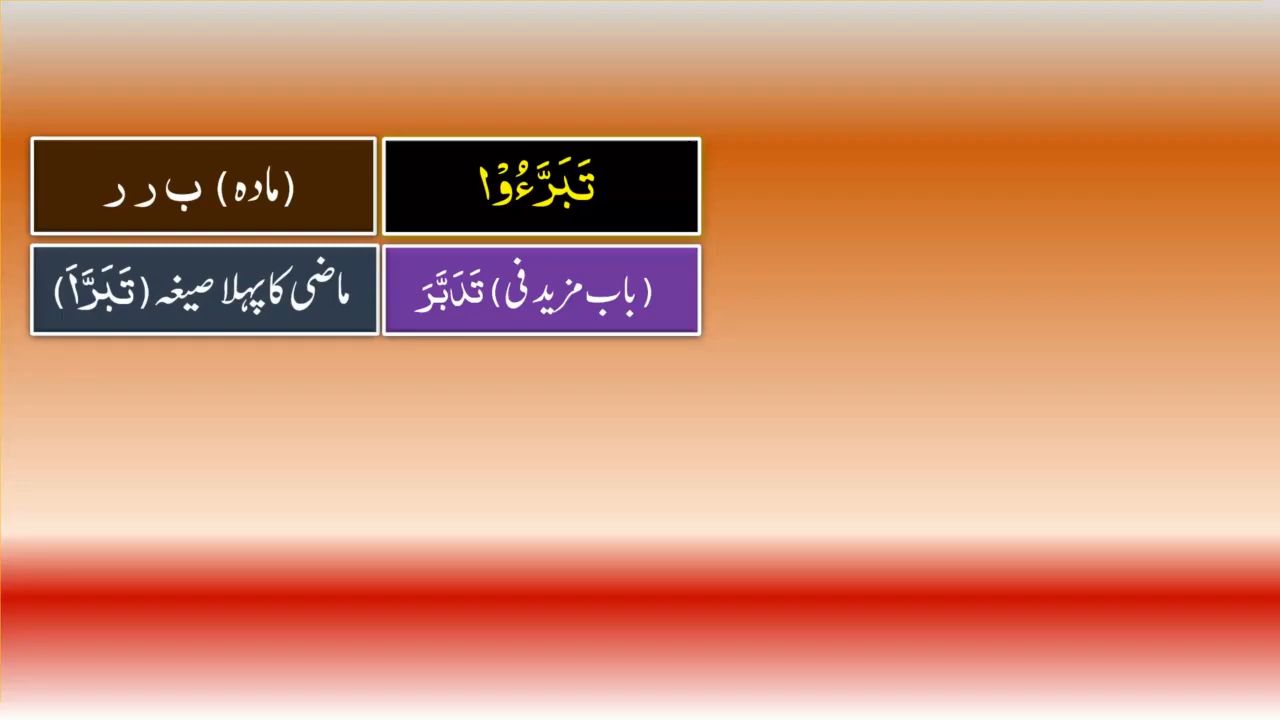 تَبَرَّءُوْا
(مادہ) ب ر ر
(باب مزید فی) تَدَبَّرَ
ماضی کا پہلا صیغہ (تَبَرَّاَ)